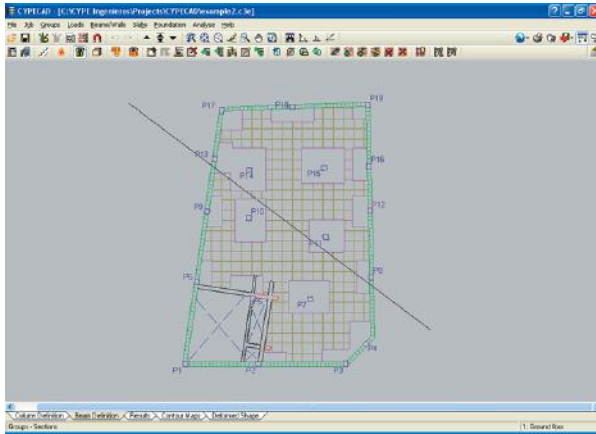 CYPECAD - [C:\CYPE Ingenieros\Projects\CYPECAD\example2.c3e]
File Job Groups Loads Beams/Walls Slabs Foundation Analyse Help
P17 P18 P19
P13 P14 P15 P16
P9 P10 P11 P12
P5 P6 P7 P8
P1 P2 P3 P4
Column Definition Beam Definition Results Contour Maps Deformed Shape
Groups - Sections 1: Ground floor